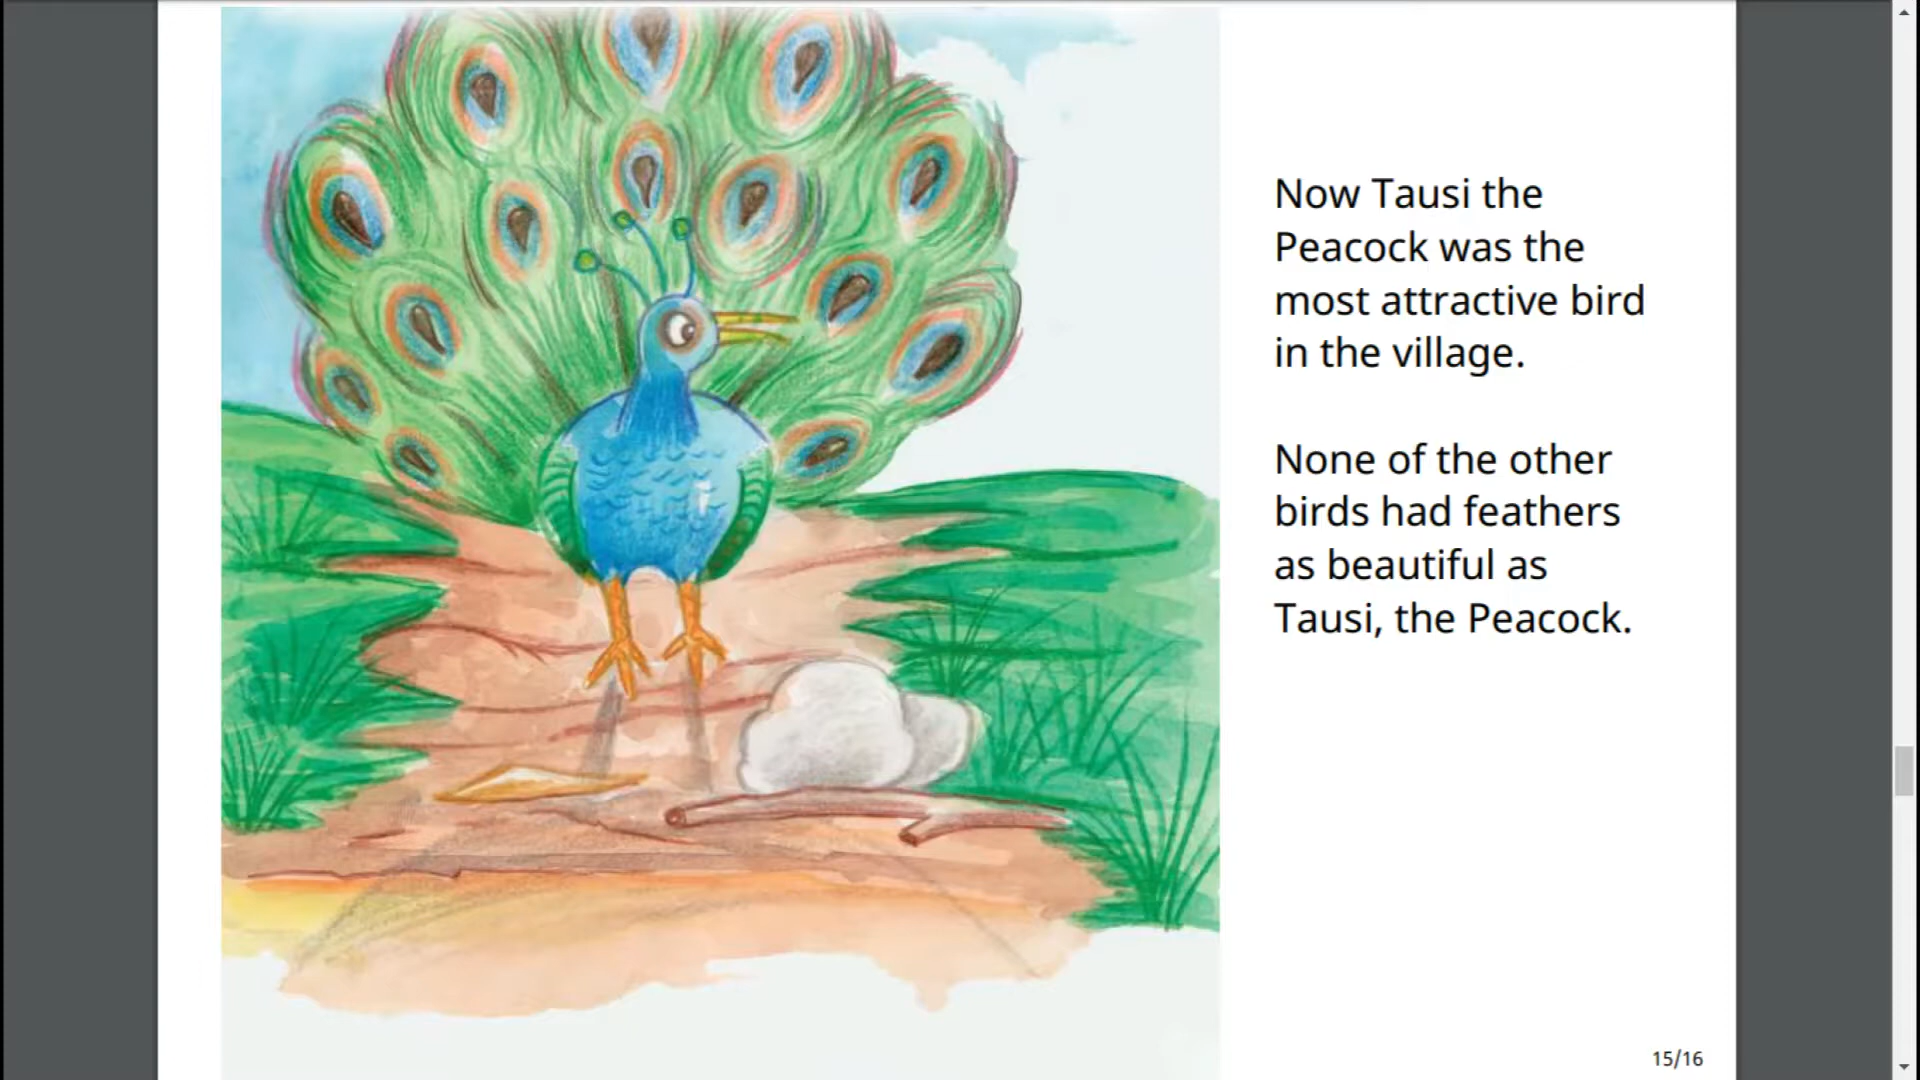 Now Tausi the
Peacock was the
most attractive bird
in the village.
None of the other
birds had feathers
as beautiful as
Tausi, the Peacock.
15/16